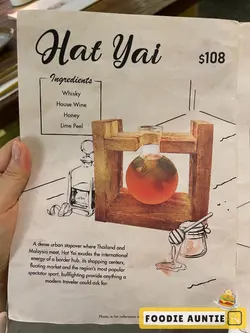 Hat Yai
$108
Ingredients
Whisky
House Wine
Honey
Lime Peel
A dense urban stopover where Thailand and
Malaysia meet, Hat Yai exudes the international
energy of a border hub. its shopping centers,
floating market and the region's most popular
spectator sport, bullfighting provide anything a
modern traveler could ask for.
FOODIE AUNTIE